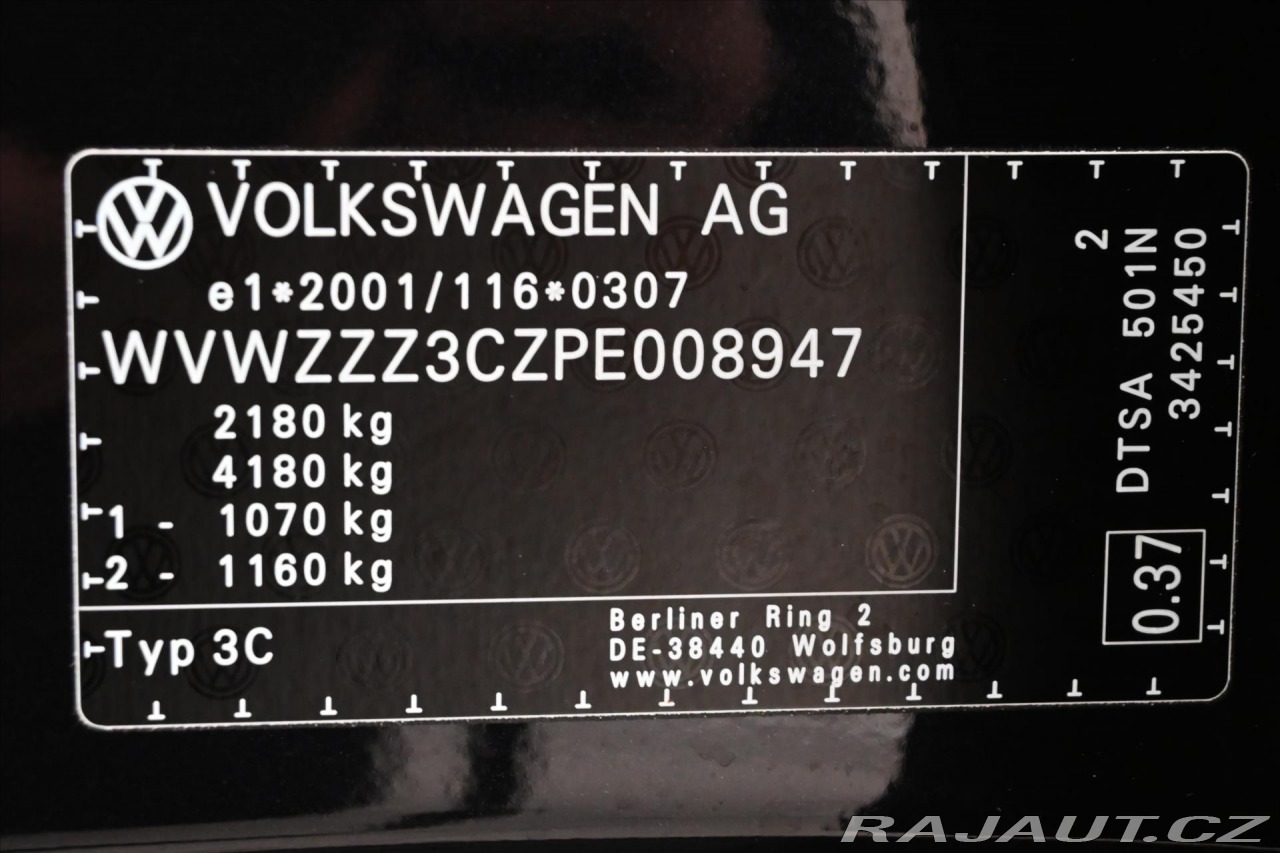 VOLKSWAGEN AG
e1*2001/116*0307
WVWZZZ3CZPE008947
2180 kg
4180 kg
1 - 1070 kg
2 - 1160 kg
Typ 3C
Berliner Ring 2
DE-38440 Wolfsburg
www.volkswagen.com
2
DTSA 501N
3425450
0.37
RAJAUT.CZ